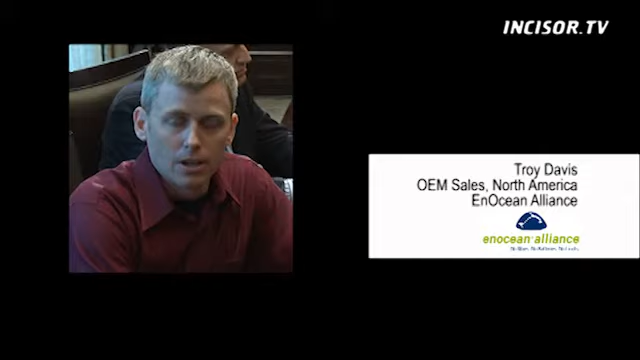 INCISOR.TV
Troy Davis
OEM Sales, North America
EnOcean Alliance
enocean alliance